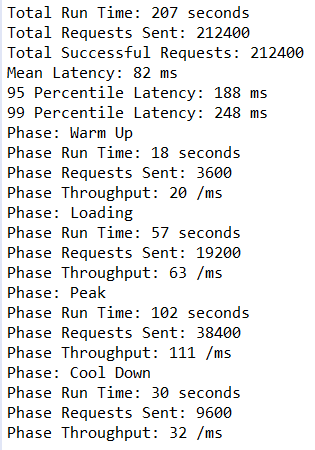 Total Run Time: 207 seconds
Total Requests Sent: 212400
Total Successful Requests: 212400
Mean Latency: 82 ms
95 Percentile Latency: 188 ms
99 Percentile Latency: 248 ms
Phase: Warm Up
Phase Run Time: 18 seconds
Phase Requests Sent: 3600
Phase Throughput: 20 /ms
Phase: Loading
Phase Run Time: 57 seconds
Phase Requests Sent: 19200
Phase Throughput: 63 /ms
Phase: Peak
Phase Run Time: 102 seconds
Phase Requests Sent: 38400
Phase Throughput: 111 /ms
Phase: Cool Down
Phase Run Time: 30 seconds
Phase Requests Sent: 9600
Phase Throughput: 32 /ms